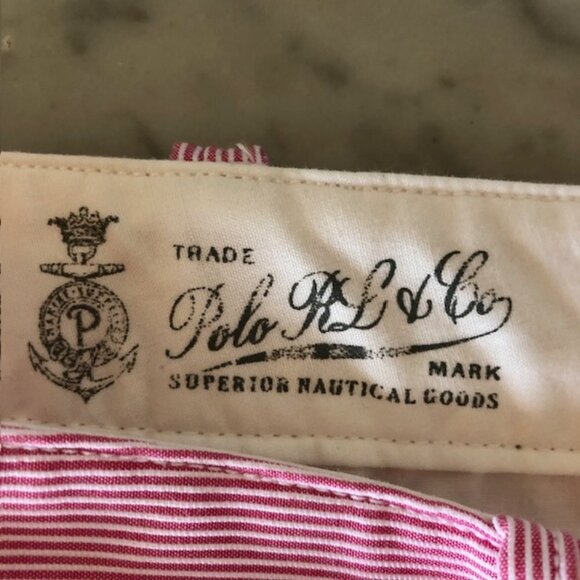 P
TRADE
Polo RL & Co
MARK
SUPERIOR NAUTICAL GOODS